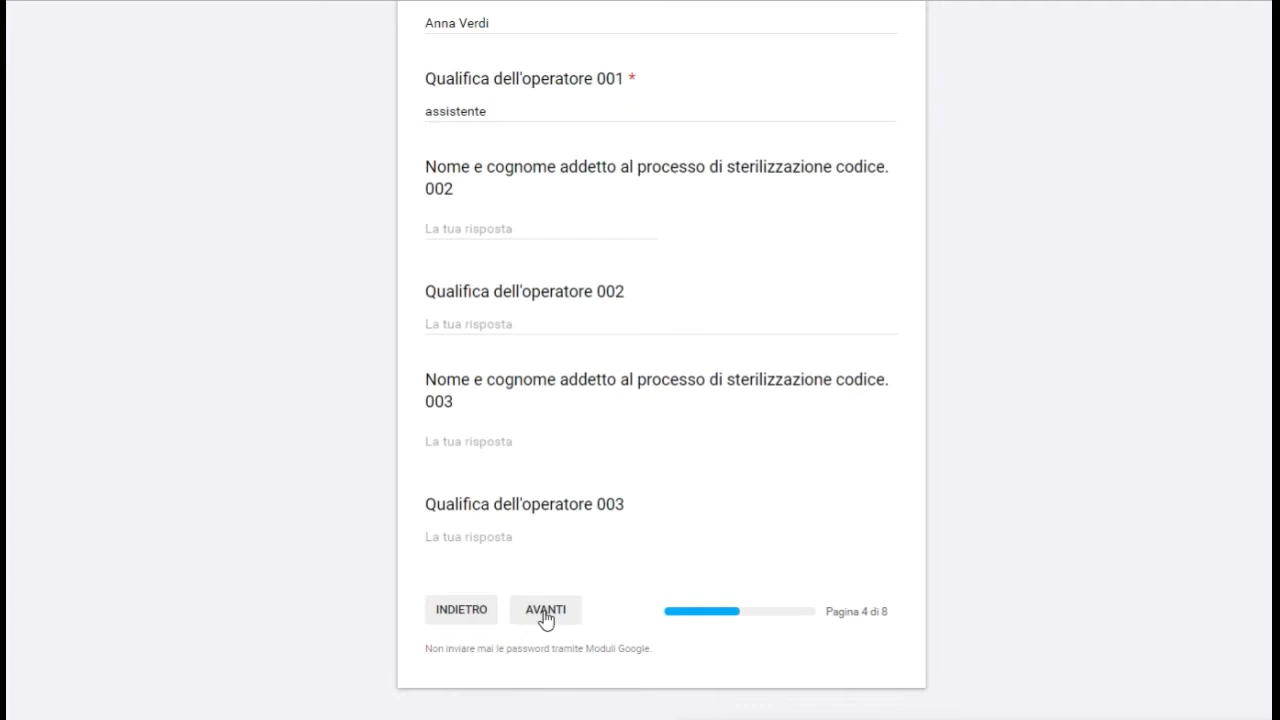 Anna Verdi
Qualifica dell'operatore 001 *
assistente
Nome e cognome addetto al processo di sterilizzazione codice.
002
La tua risposta
Qualifica dell'operatore 002
La tua risposta
Nome e cognome addetto al processo di sterilizzazione codice.
003
La tua risposta
Qualifica dell'operatore 003
La tua risposta
INDIETRO AVANTI Pagina 4 di 8
Non inviare mai le password tramite Moduli Google.